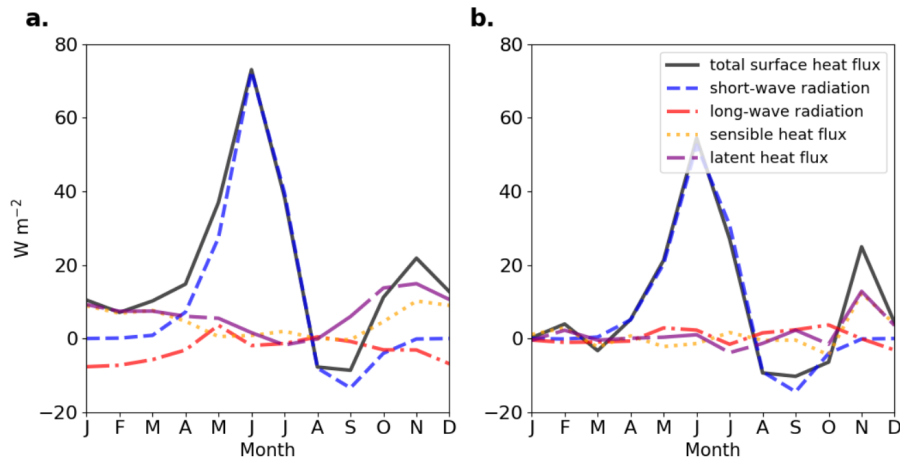 a.
80
60
40
20
0
−20
W m⁻²
J F M A M J J A S O N D
Month
b.
80
60
40
20
0
−20
total surface heat flux
short-wave radiation
long-wave radiation
sensible heat flux
latent heat flux
J F M A M J J A S O N D
Month